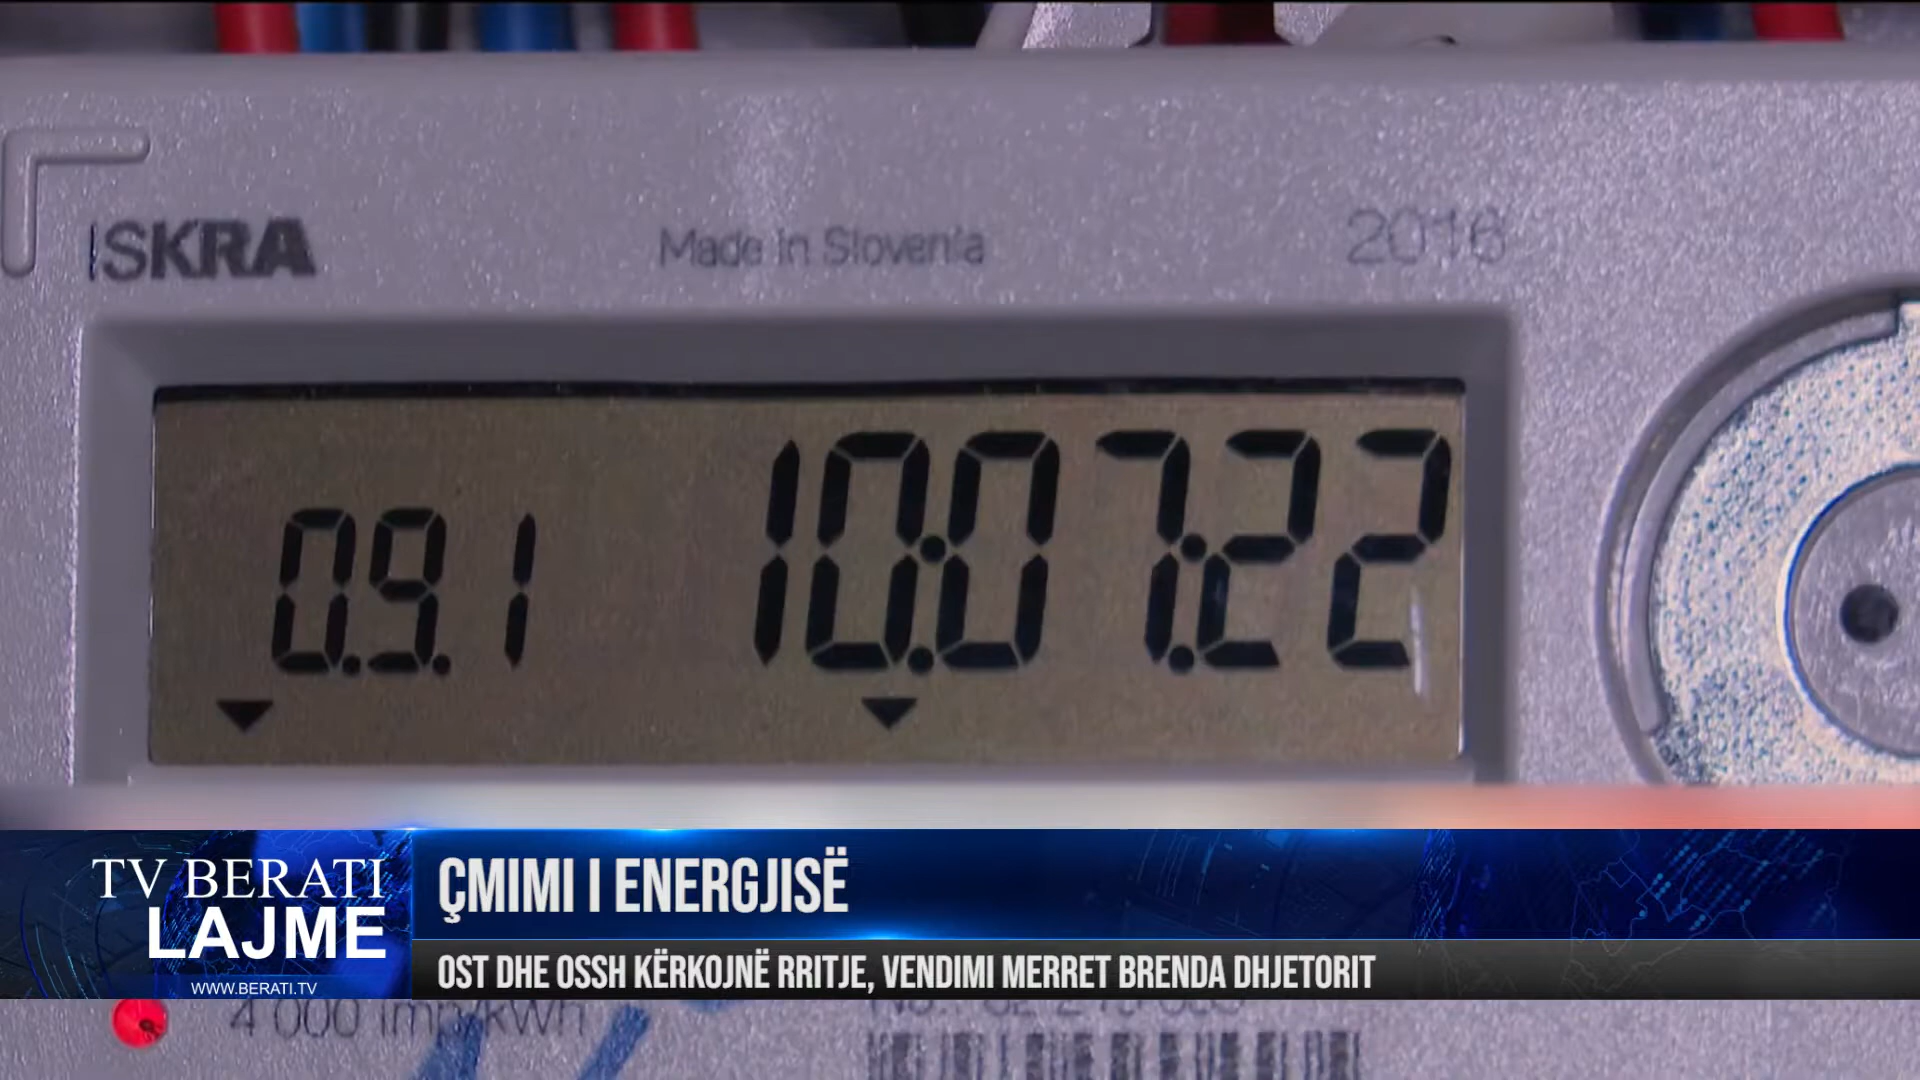 ISKRA
Made in Slovenia
2016
0.9.1
10:07:22
TV BERATI
LAJME
WWW.BERATI.TV
ÇMIMI I ENERGJISË
OST DHE OSSH KËRKOJNË RRITJE, VENDIMI MERRET BRENDA DHJETORIT
4 000 imp/kWh